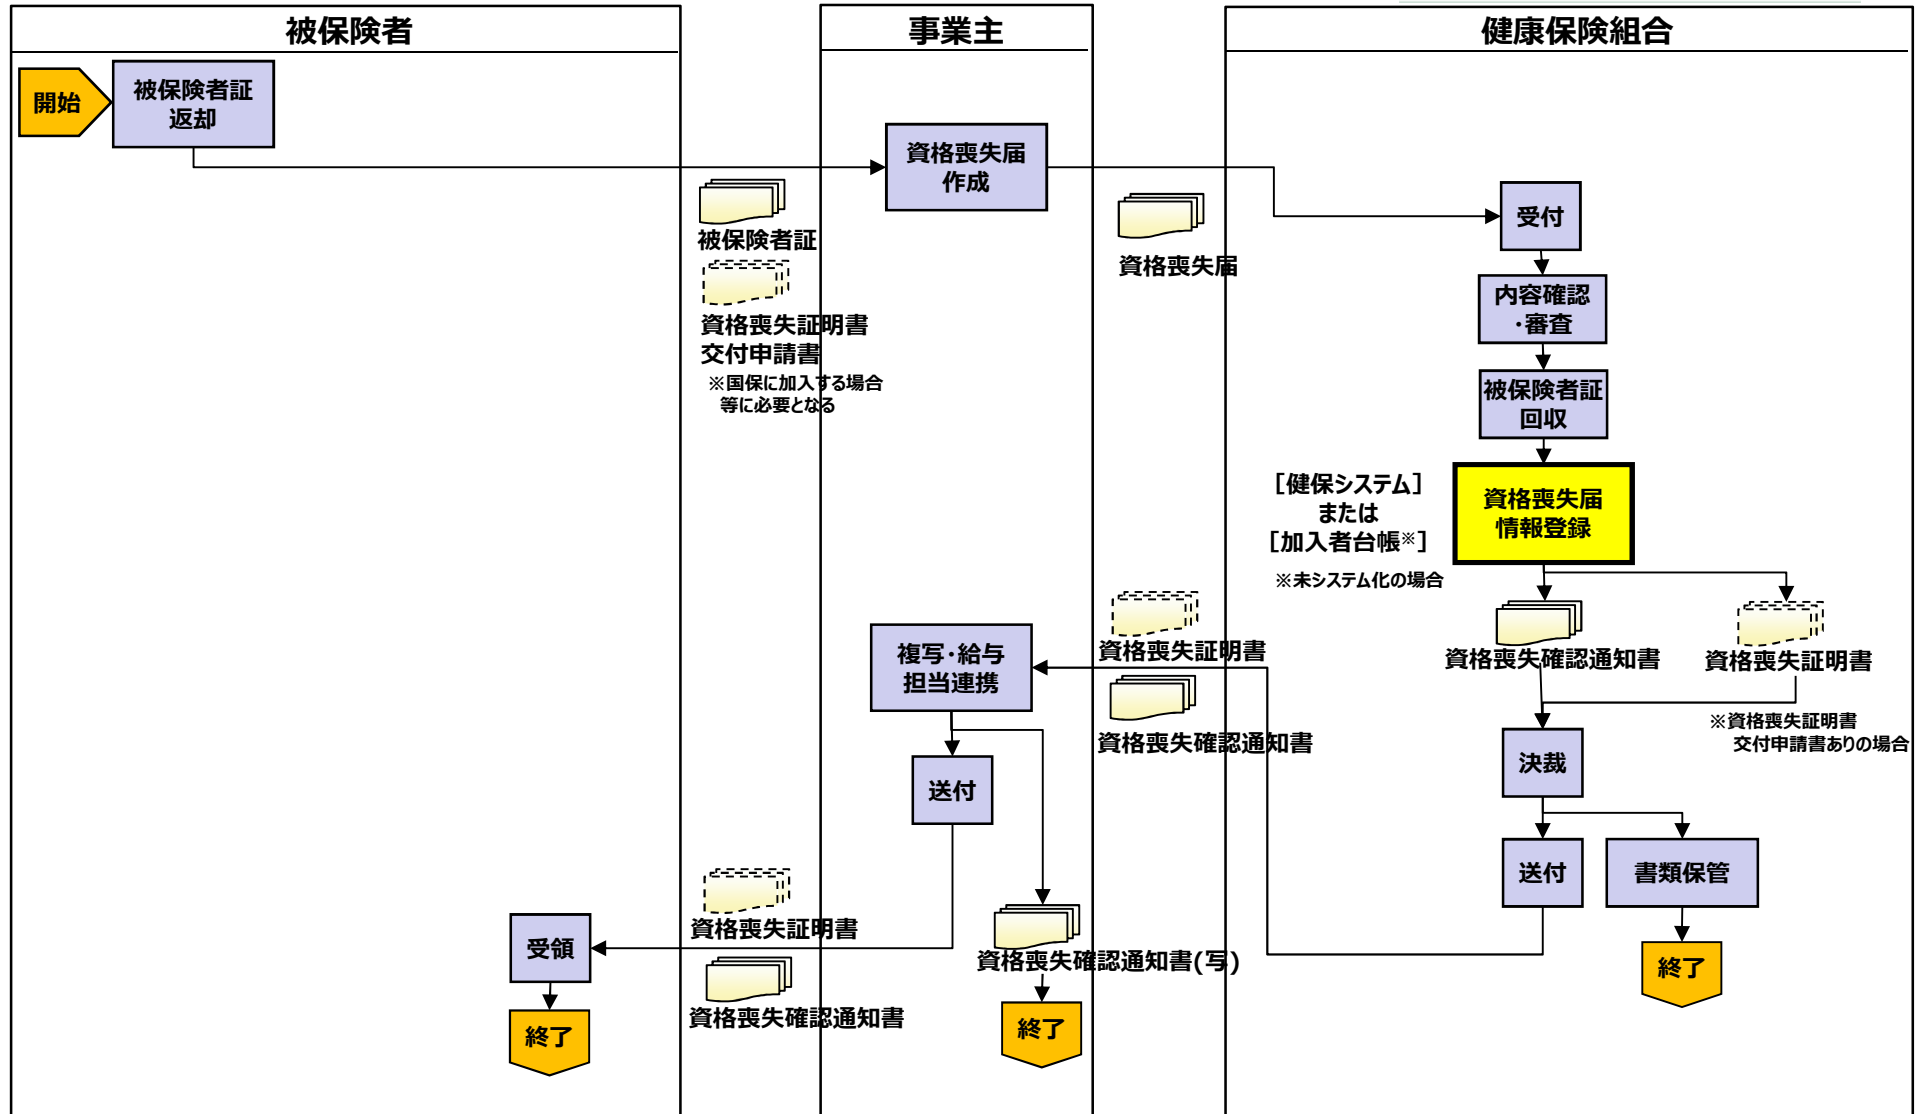 被保険者
事業主
健康保険組合
開始
被保険者証
返却
資格喪失届
作成
被保険者証
資格喪失証明書
交付申請書
※国保に加入する場合
等に必要となる
資格喪失届
受付
内容確認
・審査
被保険者証
回収
［健保システム］
または
［加入者台帳※］
※未システム化の場合
資格喪失届
情報登録
資格喪失確認通知書
資格喪失証明書
※資格喪失証明書
交付申請書ありの場合
決裁
送付
書類保管
終了
資格喪失証明書
資格喪失確認通知書
複写・給与
担当連携
送付
資格喪失確認通知書(写)
終了
資格喪失証明書
資格喪失確認通知書
受領
終了